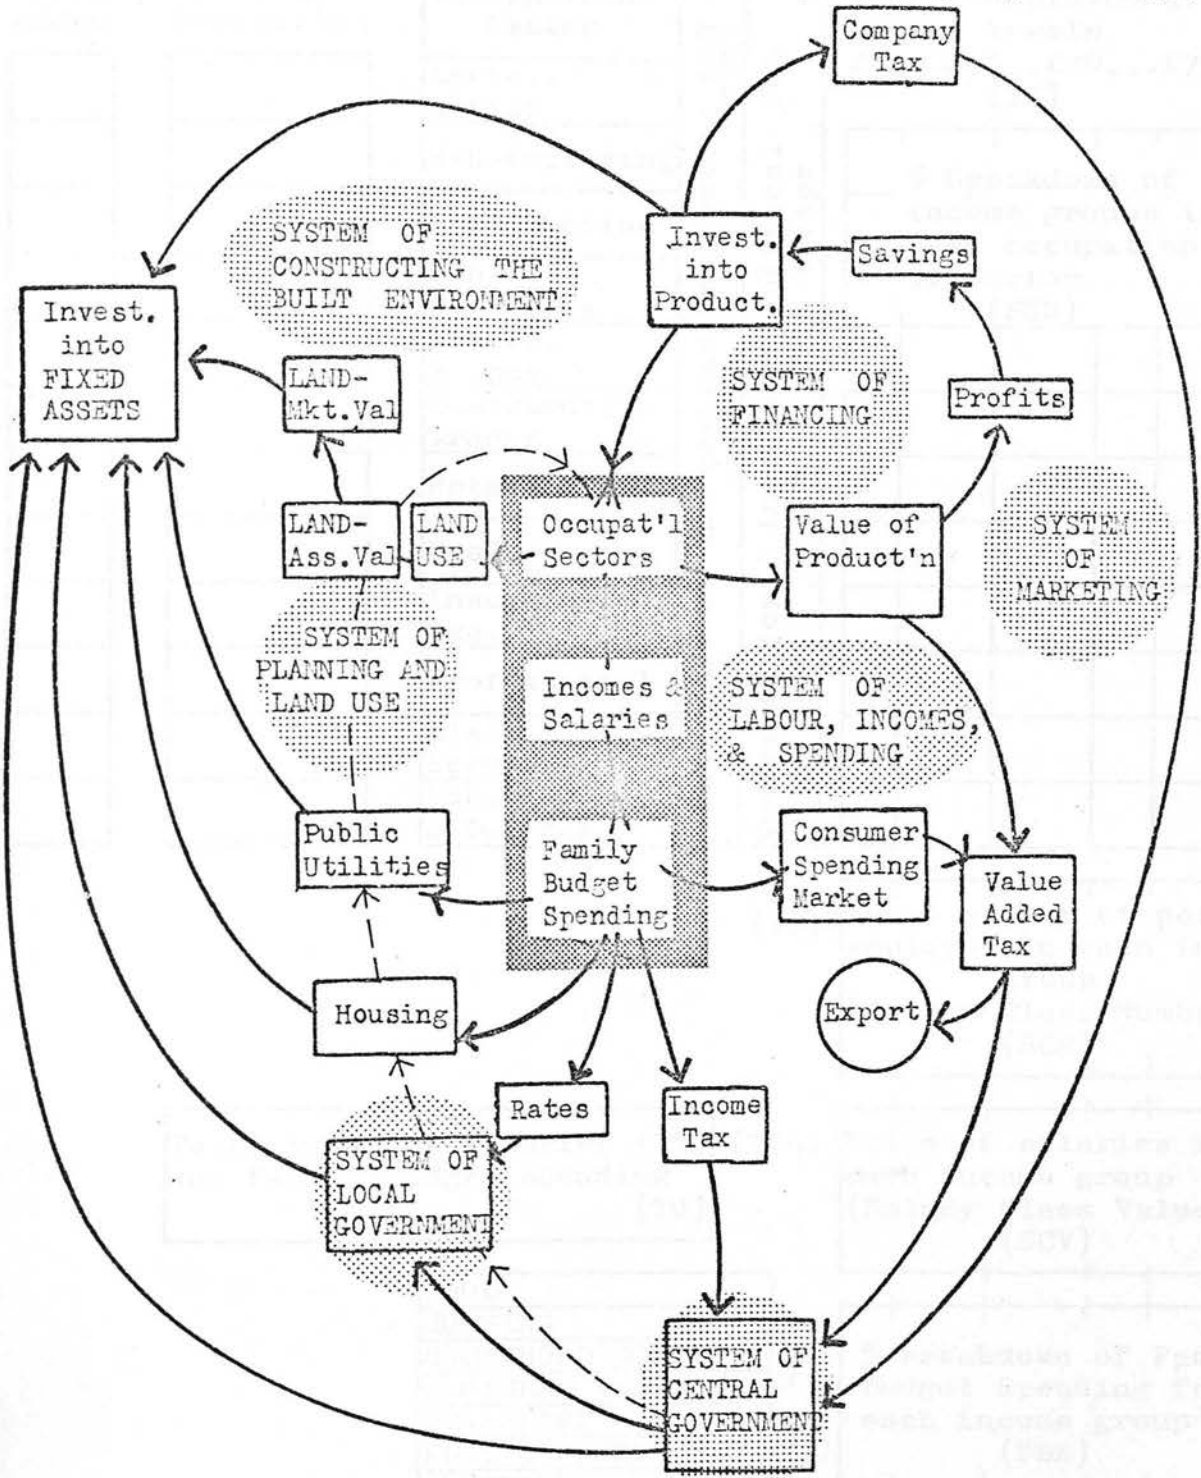 Company
Tax
SYSTEM OF
CONSTRUCTING THE
BUILT ENVIRONMENT
Invest.
into
Product.
Savings
Invest.
into
FIXED
ASSETS
LAND-
Mkt.Val
SYSTEM OF
FINANCING
Profits
LAND-
Ass.Val
LAND
USE
Occupat'l
Sectors
Value of
Product'n
SYSTEM
OF
MARKETING
SYSTEM OF
PLANNING AND
LAND USE
Incomes &
Salaries
SYSTEM OF
LABOUR, INCOMES,
& SPENDING
Public
Utilities
Family
Budget
Spending
Consumer
Spending
Market
Value
Added
Tax
Housing
Export
Rates
Income
Tax
SYSTEM OF
LOCAL
GOVERNMENT
SYSTEM OF
CENTRAL
GOVERNMENT